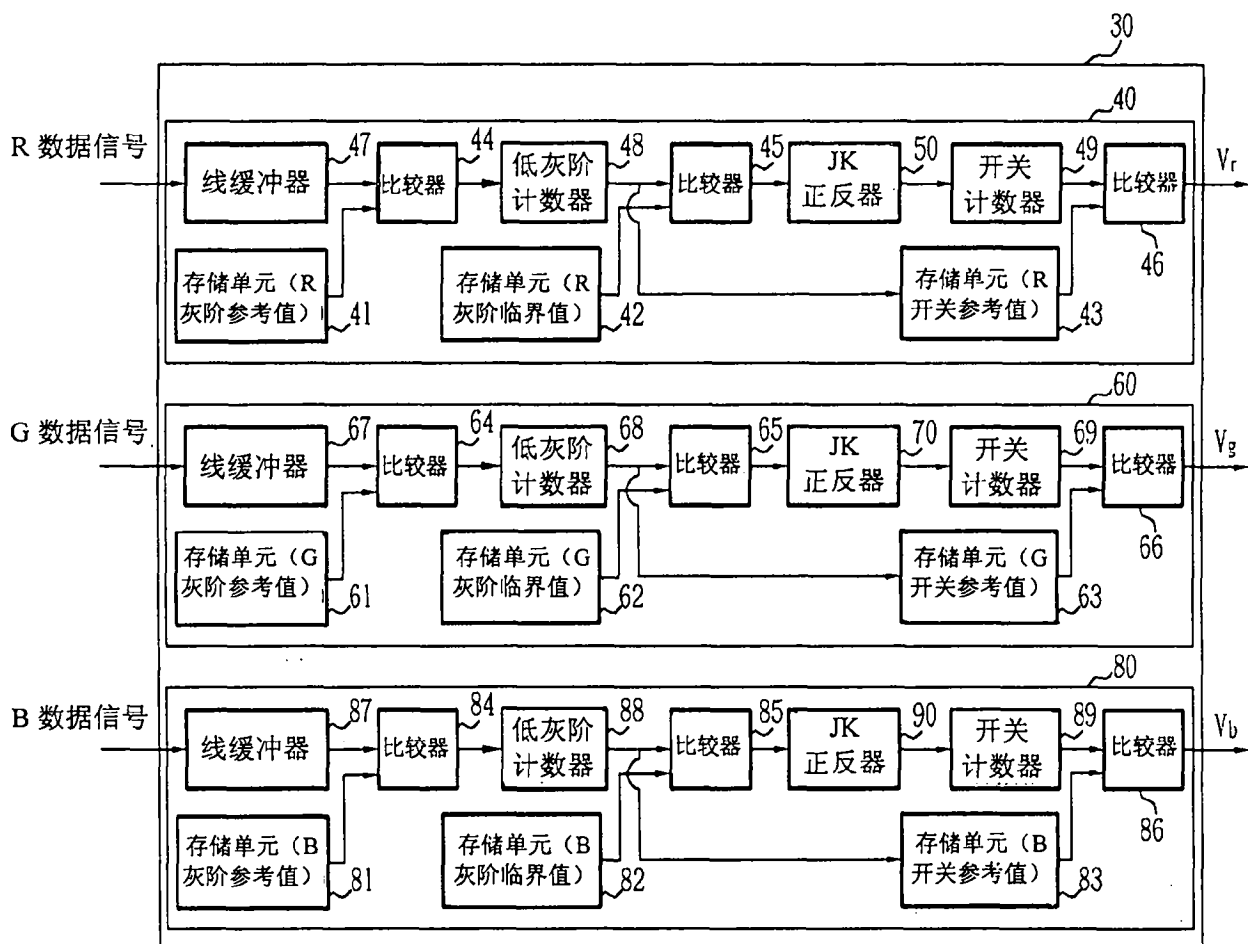 30
40
R 数据信号
47
44
48
45
50
49
Vr
线缓冲器
比较器
低灰阶
计数器
比较器
JK
正反器
开关
计数器
比较器
46
存储单元（R
灰阶参考值）
41
存储单元（R
灰阶临界值）
42
存储单元（R
开关参考值）
43
60
G 数据信号
67
64
68
65
70
69
Vg
线缓冲器
比较器
低灰阶
计数器
比较器
JK
正反器
开关
计数器
比较器
66
存储单元（G
灰阶参考值）
61
存储单元（G
灰阶临界值）
62
存储单元（G
开关参考值）
63
80
B 数据信号
87
84
88
85
90
89
Vb
线缓冲器
比较器
低灰阶
计数器
比较器
JK
正反器
开关
计数器
比较器
86
存储单元（B
灰阶参考值）
81
存储单元（B
灰阶临界值）
82
存储单元（B
开关参考值）
83